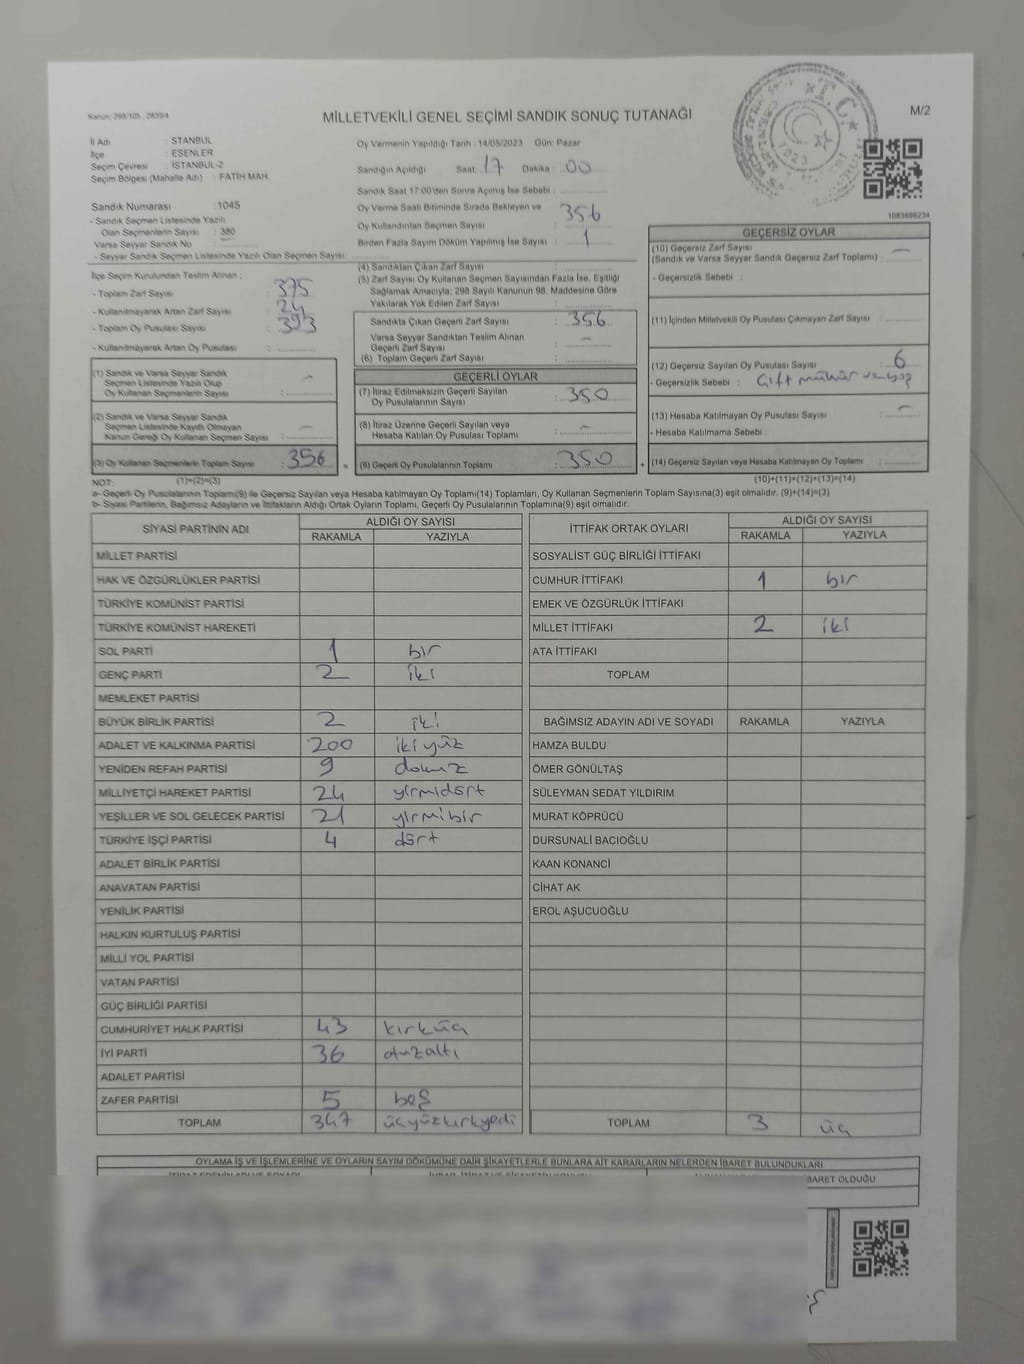 Kanun, 298/105 , 2839/4
MİLLETVEKİLİ GENEL SEÇİMİ SANDIK SONUÇ TUTANAĞI
M/2
T.C.
1923
İl Adı : İSTANBUL
İlçe : ESENLER
Seçim Çevresi : İSTANBUL-2
Seçim Bölgesi (Mahalle Adı) : FATİH MAH.
Sandık Numarası : 1045
- Sandık Seçmen Listesinde Yazılı
Olan Seçmenlerin Sayısı : 380
Varsa Seyyar Sandık No
- Seyyar Sandık Seçmen Listesinde Yazılı Olan Seçmen Sayısı:
Oy Vermenin Yapıldığı Tarih : 14/05/2023 Gün: Pazar
Sandığın Açıldığı Saat: 17 Dakika : 00
Sandık Saat 17:00'den Sonra Açılmış İse Sebebi :
Oy Verme Saati Bitiminde Sırada Bekleyen ve
Oy Kullandırılan Seçmen Sayısı : 356
Birden Fazla Sayım Döküm Yapılmış İse Sayısı : 1
1083696234
İlçe Seçim Kurulundan Teslim Alınan :
- Toplam Zarf Sayısı : 375
- Kullanılmayarak Artan Zarf Sayısı : 24
- Toplam Oy Pusulası Sayısı : 393
- Kullanılmayarak Artan Oy Pusulası :
(4) Sandıktan Çıkan Zarf Sayısı :
(5) Zarf Sayısı Oy Kullanan Seçmen Sayısından Fazla İse, Eşitliği
Sağlamak Amacıyla; 298 Sayılı Kanunun 98. Maddesine Göre
Yakılarak Yok Edilen Zarf Sayısı :
Sandıkta Çıkan Geçerli Zarf Sayısı : 356
Varsa Seyyar Sandıktan Teslim Alınan
Geçerli Zarf Sayısı : —
(6) Toplam Geçerli Zarf Sayısı :
GEÇERSİZ OYLAR
(10) Geçersiz Zarf Sayısı
(Sandık ve Varsa Seyyar Sandık Geçersiz Zarf Toplamı) : —
- Geçersizlik Sebebi :
(11) İçinden Milletvekili Oy Pusulası Çıkmayan Zarf Sayısı :
(12) Geçersiz Sayılan Oy Pusulası Sayısı : 6
- Geçersizlik Sebebi : Çift mühür
(13) Hesaba Katılmayan Oy Pusulası Sayısı : —
- Hesaba Katılmama Sebebi :
(14) Geçersiz Sayılan veya Hesaba Katılmayan Oy Toplamı :
(10)+(11)+(12)+(13)=(14)
(1) Sandık ve Varsa Seyyar Sandık
Seçmen Listesinde Yazılı Olup
Oy Kullanan Seçmenlerin Sayısı : —
(2) Sandık ve Varsa Seyyar Sandık
Seçmen Listesinde Kayıtlı Olmayan
Kanun Gereği Oy Kullanan Seçmen Sayısı : —
(3) Oy Kullanan Seçmenlerin Toplam Sayısı : 356 =
GEÇERLİ OYLAR
(7) İtiraz Edilmeksizin Geçerli Sayılan
Oy Pusulalarının Sayısı : 350
(8) İtiraz Üzerine Geçerli Sayılan veya
Hesaba Katılan Oy Pusulası Toplamı : —
(9) Geçerli Oy Pusulalarının Toplamı : 350 +
NOT: (1)+(2)=(3)
a- Geçerli Oy Pusulalarının Toplamı(9) ile Geçersiz Sayılan veya Hesaba katılmayan Oy Toplamı(14) Toplamları, Oy Kullanan Seçmenlerin Toplam Sayısına(3) eşit olmalıdır. (9)+(14)=(3)
b- Siyasi Partilerin, Bağımsız Adayların ve İttifakların Aldığı Ortak Oyların Toplamı, Geçerli Oy Pusulalarının Toplamına(9) eşit olmalıdır.
SİYASİ PARTİNİN ADI ALDIĞI OY SAYISI
RAKAMLA YAZIYLA
MİLLET PARTİSİ
HAK VE ÖZGÜRLÜKLER PARTİSİ
TÜRKİYE KOMÜNİST PARTİSİ
TÜRKİYE KOMÜNİST HAREKETİ
SOL PARTİ 1 bir
GENÇ PARTİ 2 iki
MEMLEKET PARTİSİ
BÜYÜK BİRLİK PARTİSİ 2 iki
ADALET VE KALKINMA PARTİSİ 200 iki yüz
YENİDEN REFAH PARTİSİ 9 dokuz
MİLLİYETÇİ HAREKET PARTİSİ 24 yirmidört
YEŞİLLER VE SOL GELECEK PARTİSİ 21 yirmibir
TÜRKİYE İŞÇİ PARTİSİ 4 dört
ADALET BİRLİK PARTİSİ
ANAVATAN PARTİSİ
YENİLİK PARTİSİ
HALKIN KURTULUŞ PARTİSİ
MİLLİ YOL PARTİSİ
VATAN PARTİSİ
GÜÇ BİRLİĞİ PARTİSİ
CUMHURİYET HALK PARTİSİ 43 kırküç
İYİ PARTİ 36 otuzaltı
ADALET PARTİSİ
ZAFER PARTİSİ 5 beş
TOPLAM 347 üçyüzkırkyedi
İTTİFAK ORTAK OYLARI ALDIĞI OY SAYISI
RAKAMLA YAZIYLA
SOSYALİST GÜÇ BİRLİĞİ İTTİFAKI
CUMHUR İTTİFAKI 1 bir
EMEK VE ÖZGÜRLÜK İTTİFAKI
MİLLET İTTİFAKI 2 iki
ATA İTTİFAKI
TOPLAM
BAĞIMSIZ ADAYIN ADI VE SOYADI RAKAMLA YAZIYLA
HAMZA BULDU
ÖMER GÖNÜLTAŞ
SÜLEYMAN SEDAT YILDIRIM
MURAT KÖPRÜCÜ
DURSUNALİ BACIOĞLU
KAAN KONANCİ
CİHAT AK
EROL AŞUCUOĞLU
TOPLAM 3 üç
OYLAMA İŞ VE İŞLEMLERİNE VE OYLARIN SAYIM DÖKÜMÜNE DAİR ŞİKAYETLERLE BUNLARA AİT KARARLARIN NELERDEN İBARET BULUNDUKLARI
İTİRAZ EDENİN ADI VE SOYADI
BARET OLDUĞU